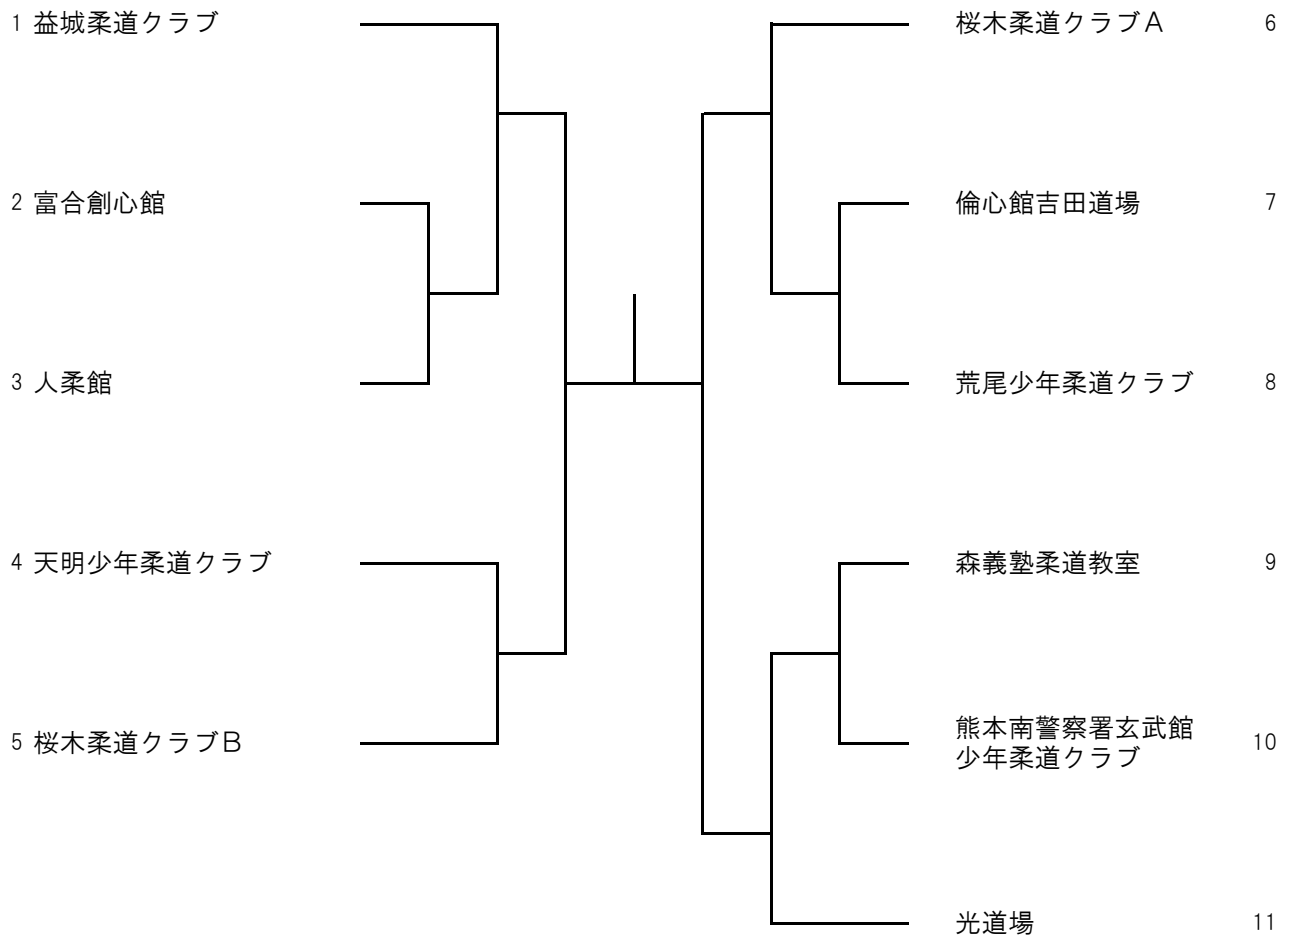 1 益城柔道クラブ
2 富合創心館
3 人柔館
4 天明少年柔道クラブ
5 桜木柔道クラブB
桜木柔道クラブA 6
倫心館吉田道場 7
荒尾少年柔道クラブ 8
森義塾柔道教室 9
熊本南警察署玄武館
少年柔道クラブ 10
光道場 11